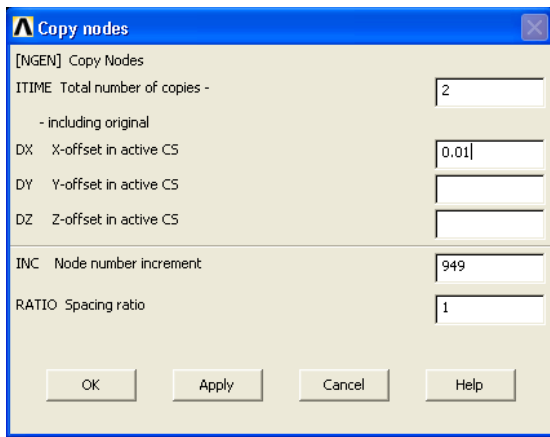 Copy nodes
[NGEN] Copy Nodes
ITIME Total number of copies - 2
- including original
DX X-offset in active CS 0.01
DY Y-offset in active CS
DZ Z-offset in active CS
INC Node number increment 949
RATIO Spacing ratio 1
OK Apply Cancel Help